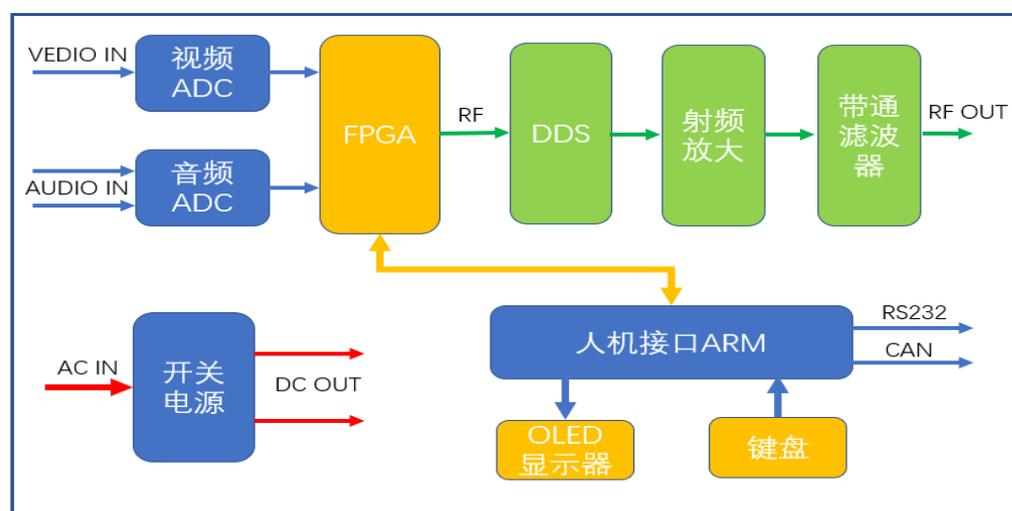 VEDIO IN
视频
ADC
AUDIO IN
音频
ADC
FPGA
RF
DDS
射频
放大
带通
滤波
器
RF OUT
AC IN
开关
电源
DC OUT
人机接口ARM
RS232
CAN
OLED
显示器
键盘